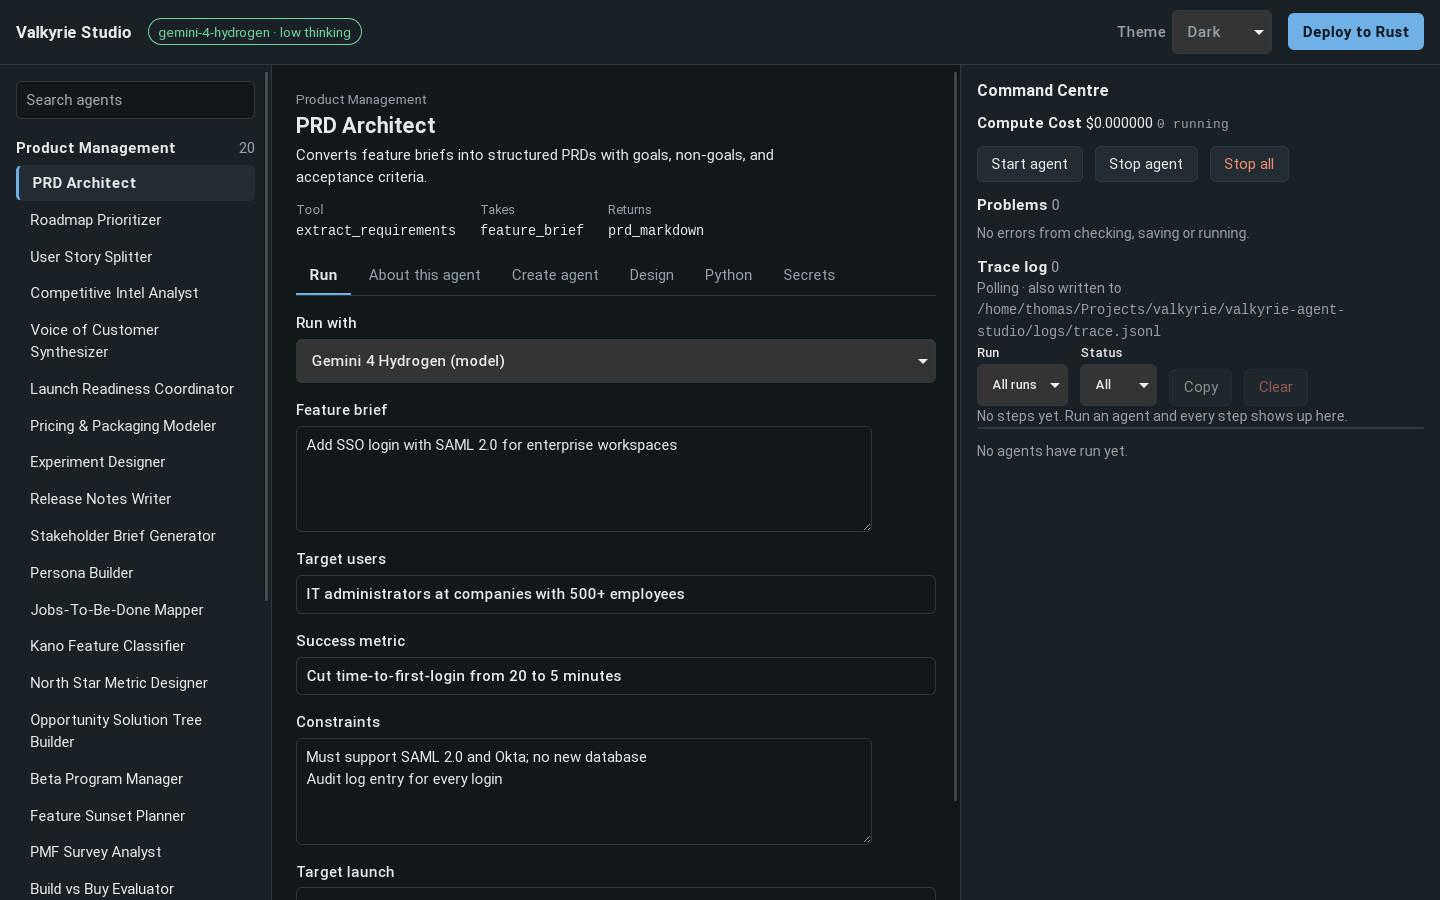 Valkyrie Studio
gemini-4-hydrogen · low thinking
Theme
Dark
Deploy to Rust
Search agents
Product Management 20
PRD Architect
Roadmap Prioritizer
User Story Splitter
Competitive Intel Analyst
Voice of Customer
Synthesizer
Launch Readiness Coordinator
Pricing & Packaging Modeler
Experiment Designer
Release Notes Writer
Stakeholder Brief Generator
Persona Builder
Jobs-To-Be-Done Mapper
Kano Feature Classifier
North Star Metric Designer
Opportunity Solution Tree
Builder
Beta Program Manager
Feature Sunset Planner
PMF Survey Analyst
Build vs Buy Evaluator
Product Management
PRD Architect
Converts feature briefs into structured PRDs with goals, non-goals, and
acceptance criteria.
Tool Takes Returns
extract_requirements feature_brief prd_markdown
Run About this agent Create agent Design Python Secrets
Run with
Gemini 4 Hydrogen (model)
Feature brief
Add SSO login with SAML 2.0 for enterprise workspaces
Target users
IT administrators at companies with 500+ employees
Success metric
Cut time-to-first-login from 20 to 5 minutes
Constraints
Must support SAML 2.0 and Okta; no new database
Audit log entry for every login
Target launch
Command Centre
Compute Cost $0.000000 0 running
Start agent Stop agent Stop all
Problems 0
No errors from checking, saving or running.
Trace log 0
Polling · also written to
/home/thomas/Projects/valkyrie/valkyrie-agent-
studio/logs/trace.jsonl
Run Status
All runs All Copy Clear
No steps yet. Run an agent and every step shows up here.
No agents have run yet.